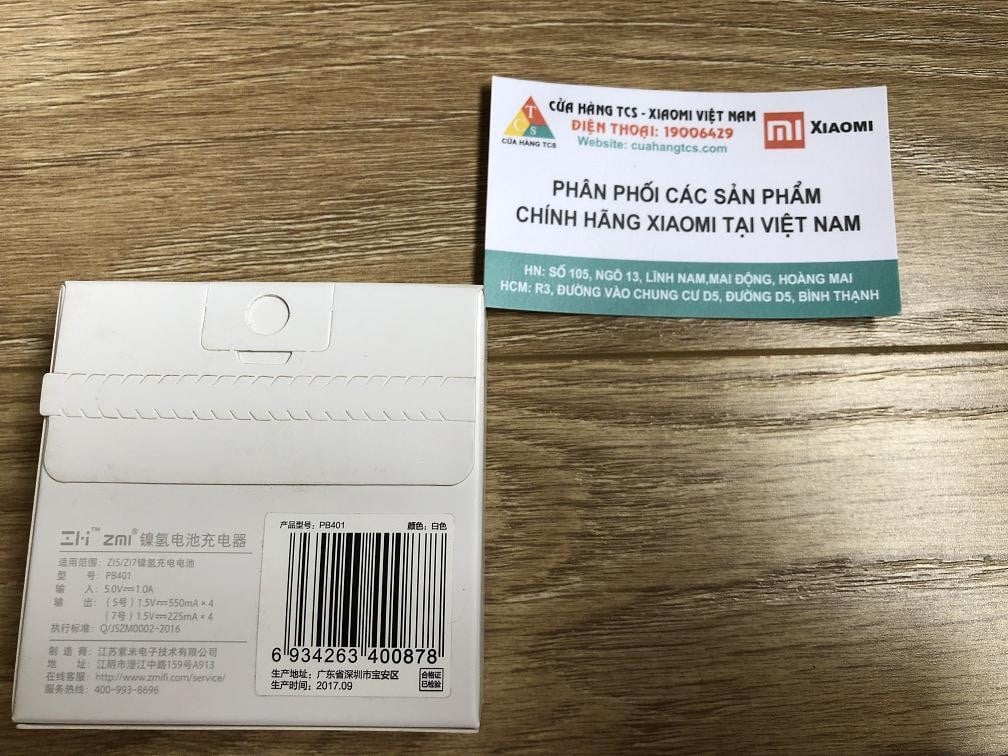 CỬA HÀNG TCS - XIAOMI VIỆT NAM
ĐIỆN THOẠI: 19006429
Website: cuahangtcs.com
TCS
CỬA HÀNG TCS
mi XIAOMI
PHÂN PHỐI CÁC SẢN PHẨM
CHÍNH HÃNG XIAOMI TẠI VIỆT NAM
HN: SỐ 105, NGÕ 13, LĨNH NAM,MAI ĐỘNG, HOÀNG MAI
HCM: R3, ĐƯỜNG VÀO CHUNG CƯ D5, ĐƯỜNG D5, BÌNH THẠNH
ZMI™ zmi® 镍氢电池充电器
适用范围: ZI5/ZI7镍氢充电电池
型 号: PB401
输 入: 5.0V⎓1.0A
输 出: (5号) 1.5V⎓550mA × 4
(7号) 1.5V⎓225mA × 4
执行标准: Q/JSZM0002-2016
制 造 商: 江苏紫米电子技术有限公司
地 址: 江阴市澄江中路159号A913
在线客服: http://www.zmifi.com/service/
服务热线: 400-993-8696
产品型号: PB401 颜色: 白色
6 934263 400878
生产地址: 广东省深圳市宝安区
生产时间: 2017.09
合格证
已检验